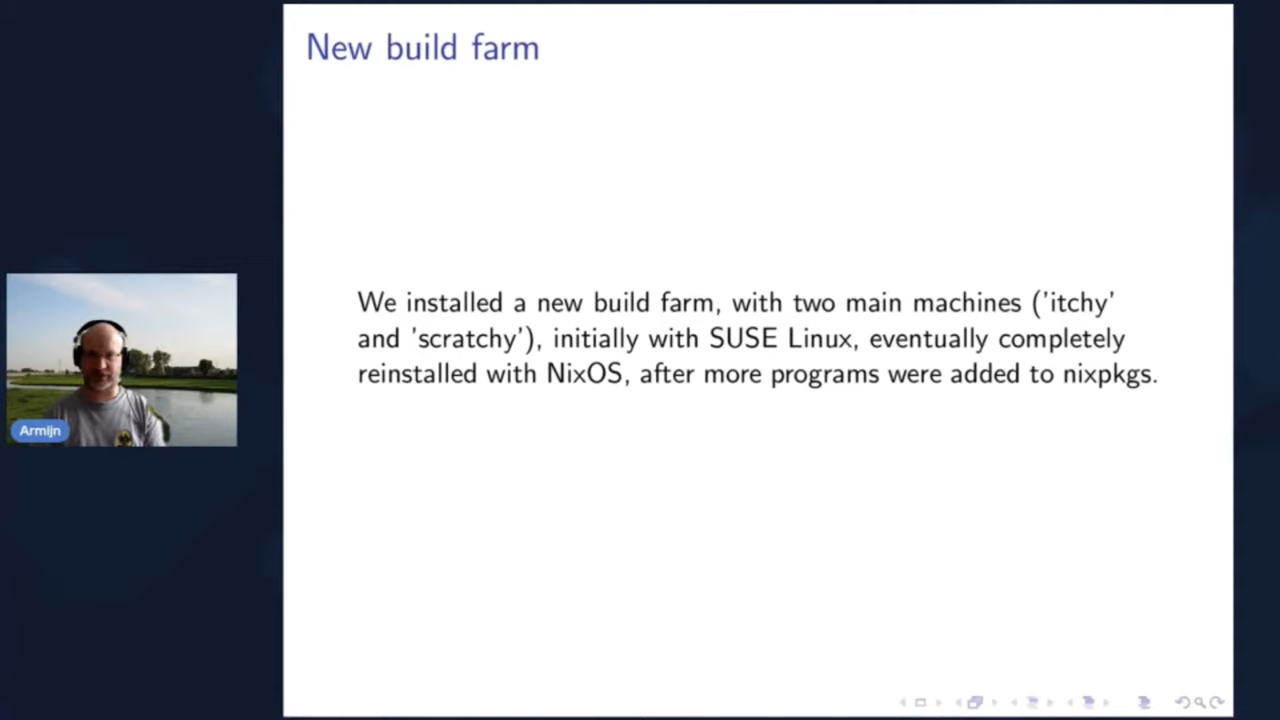 New build farm
We installed a new build farm, with two main machines ('itchy'
and 'scratchy'), initially with SUSE Linux, eventually completely
reinstalled with NixOS, after more programs were added to nixpkgs.
Armijn